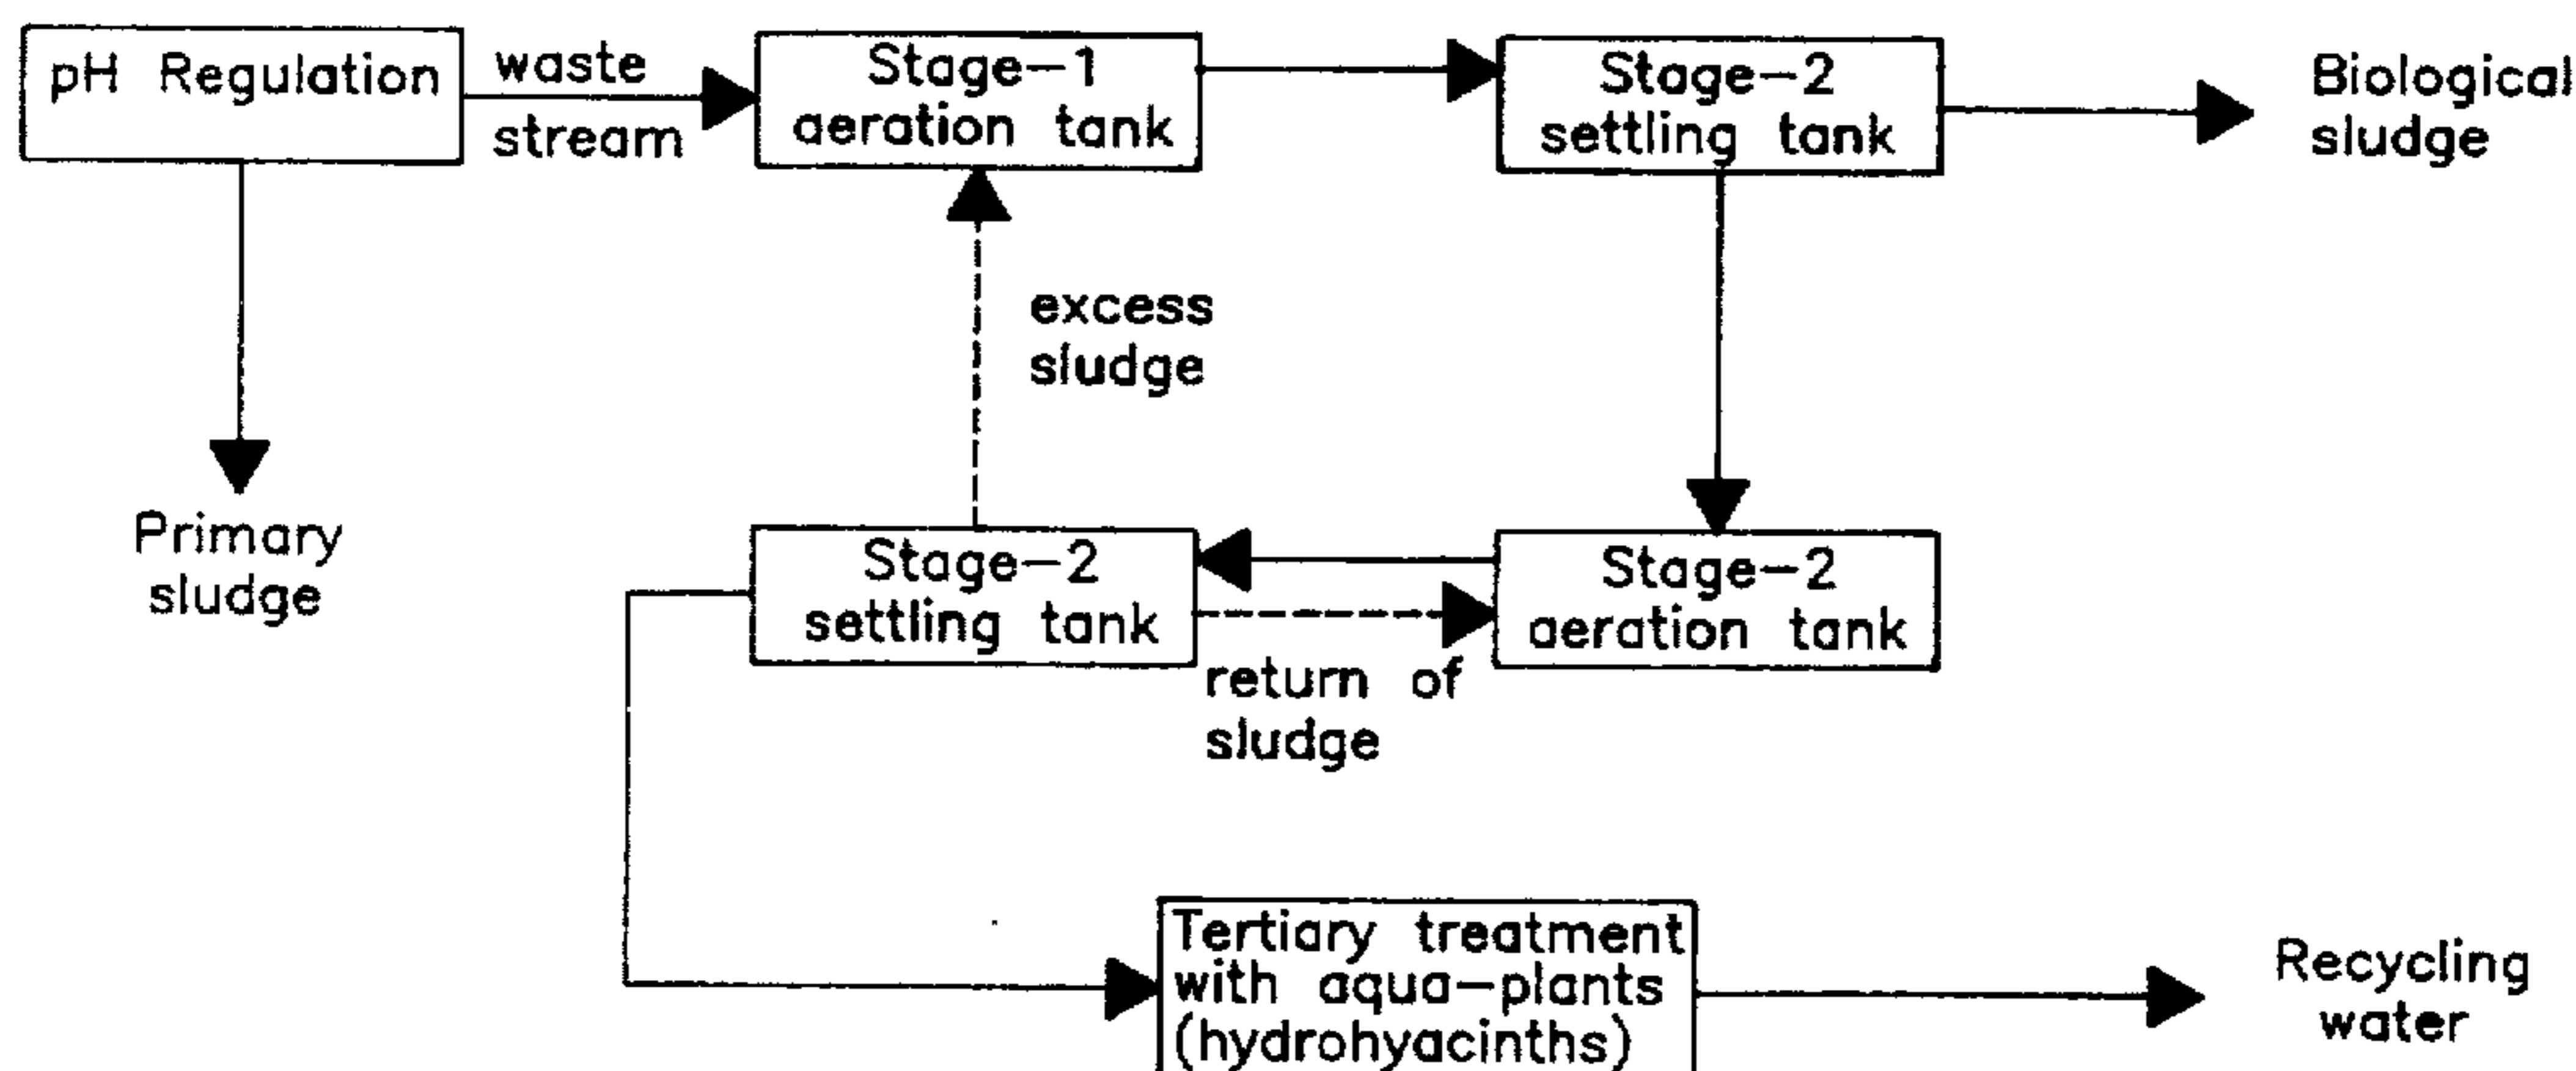 pH Regulation
waste
stream
Stage-1
aeration tank
Stage-2
settling tank
Biological
sludge
excess
sludge
Primary
sludge
Stage-2
settling tank
return of
sludge
Stage-2
aeration tank
Tertiary treatment
with aqua-plants
(hydrohyacinths)
Recycling
water